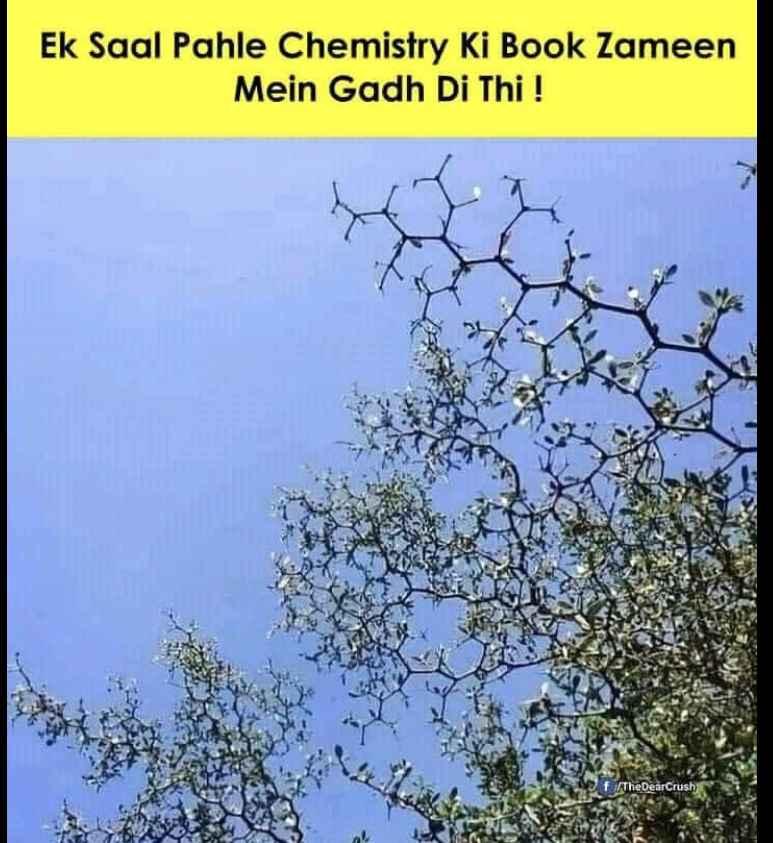 Ek Saal Pahle Chemistry Ki Book Zameen
Mein Gadh Di Thi !
f /TheDearCrush